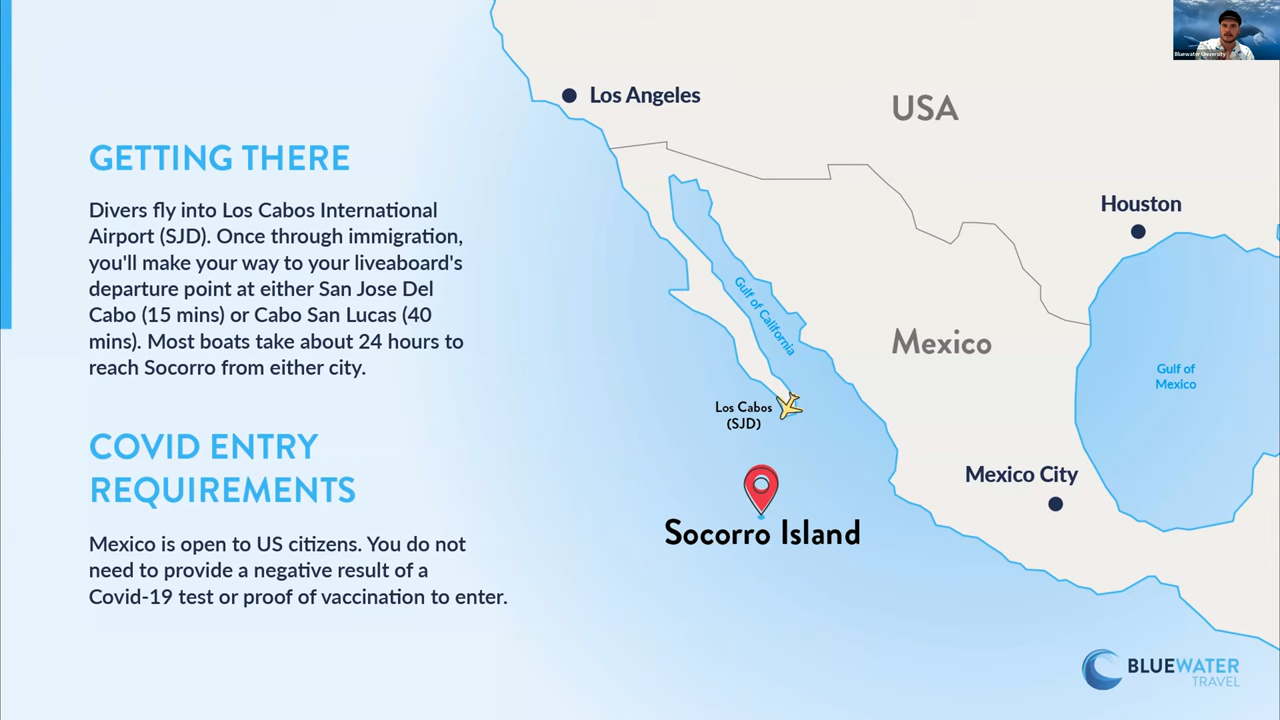 Bluewater University
Los Angeles
USA
GETTING THERE
Divers fly into Los Cabos International
Airport (SJD). Once through immigration,
you'll make your way to your liveaboard's
departure point at either San Jose Del
Cabo (15 mins) or Cabo San Lucas (40
mins). Most boats take about 24 hours to
reach Socorro from either city.
Houston
Gulf of California
Mexico
Gulf of
Mexico
Los Cabos
(SJD)
COVID ENTRY
REQUIREMENTS
Mexico City
Socorro Island
Mexico is open to US citizens. You do not
need to provide a negative result of a
Covid-19 test or proof of vaccination to enter.
BLUEWATER
TRAVEL